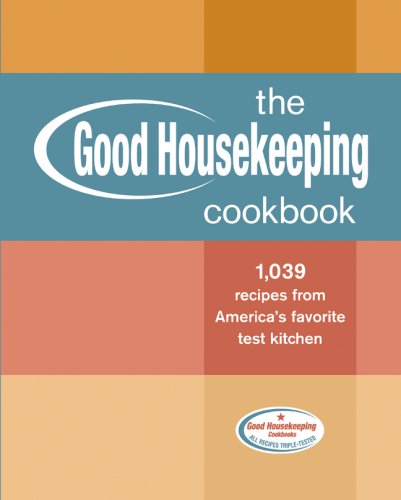 the
Good Housekeeping
cookbook
1,039
recipes from
America's favorite
test kitchen
Good Housekeeping
Cookbooks
ALL RECIPES TRIPLE-TESTED